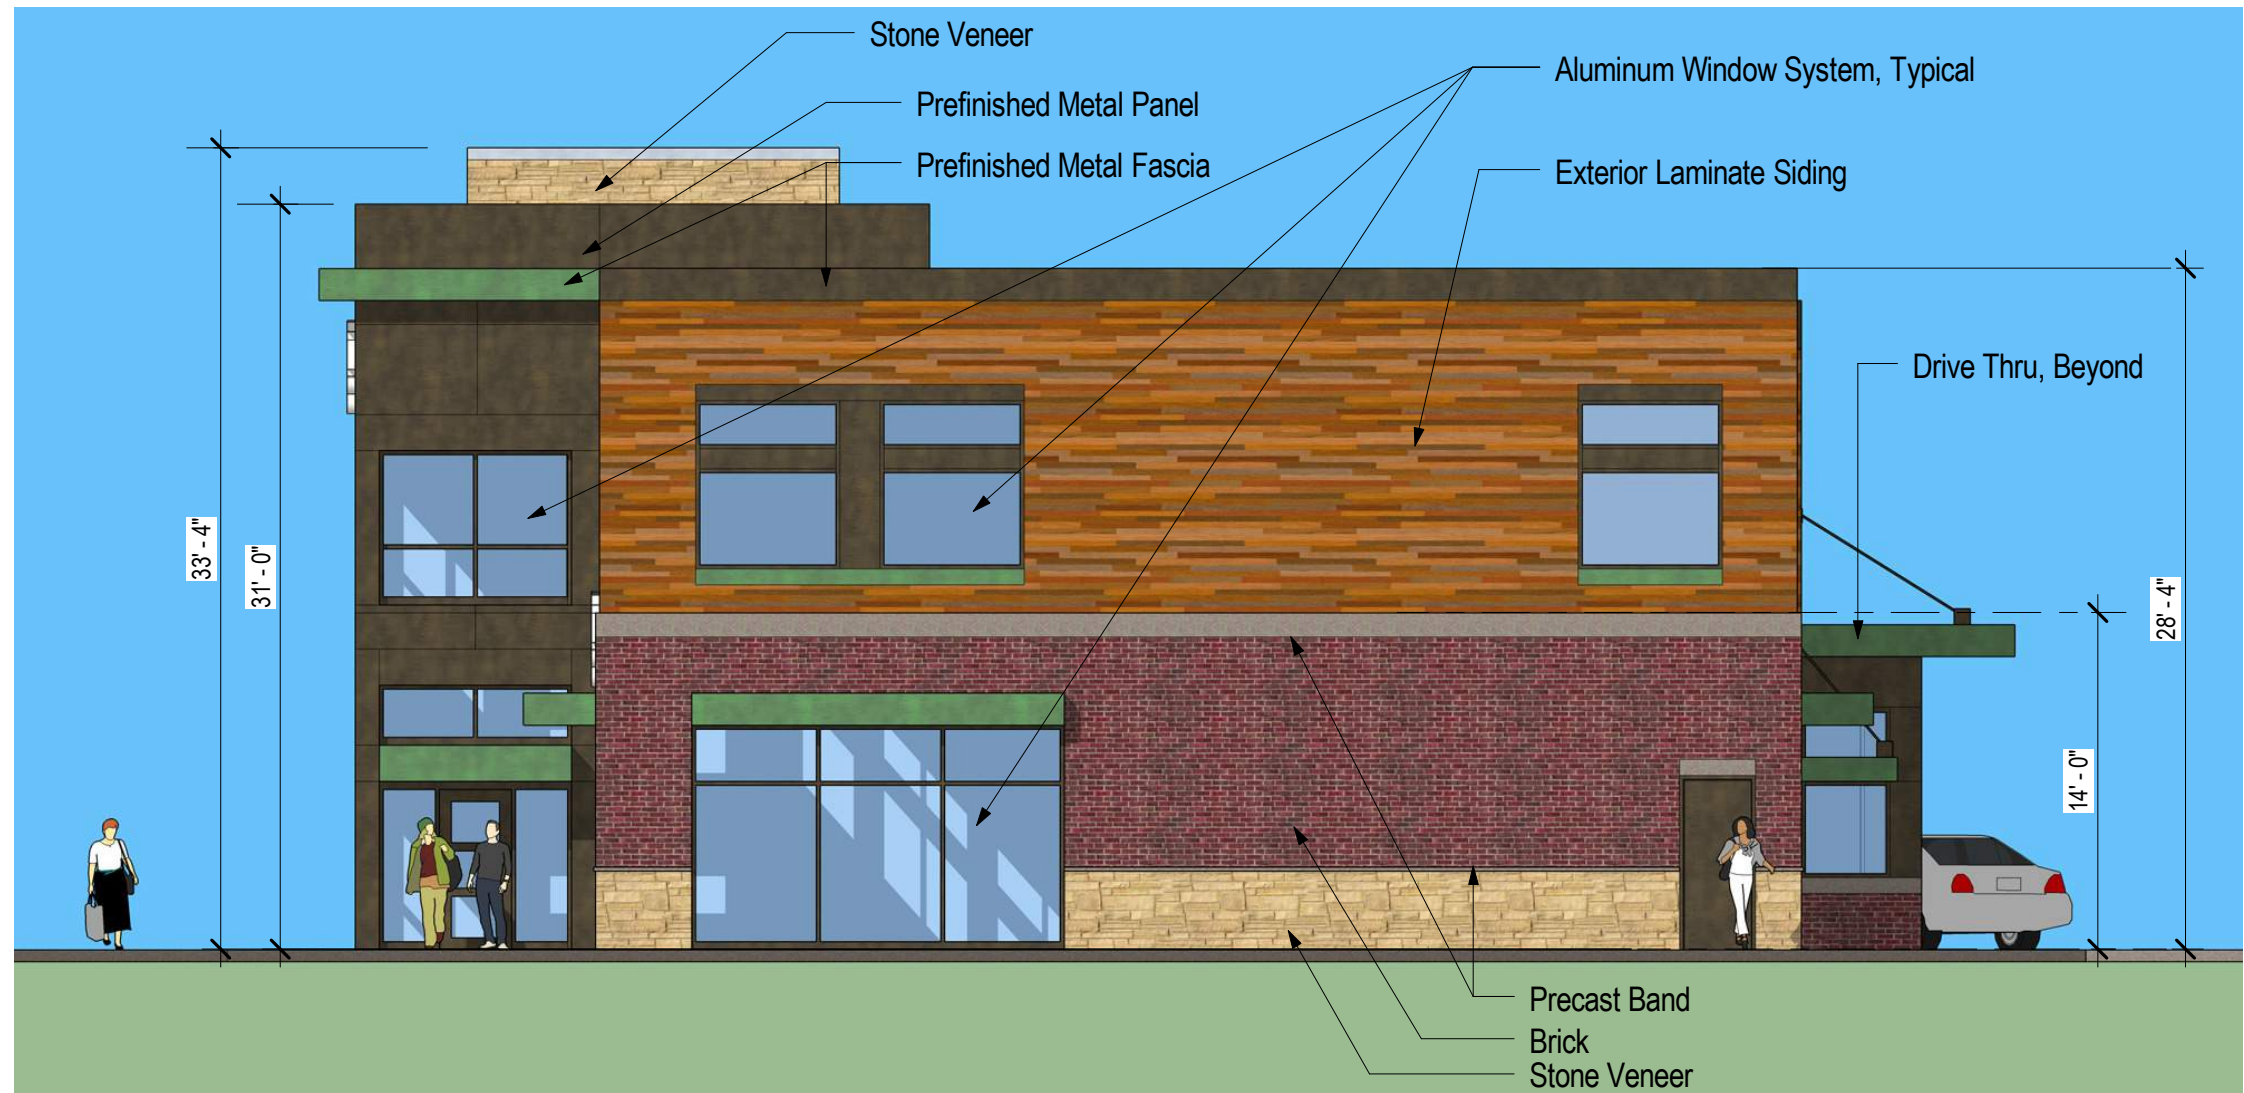 Stone Veneer
Aluminum Window System, Typical
Prefinished Metal Panel
Prefinished Metal Fascia
Exterior Laminate Siding
Drive Thru, Beyond
33' - 4"
31' - 0"
28' - 4"
14' - 0"
Precast Band
Brick
Stone Veneer